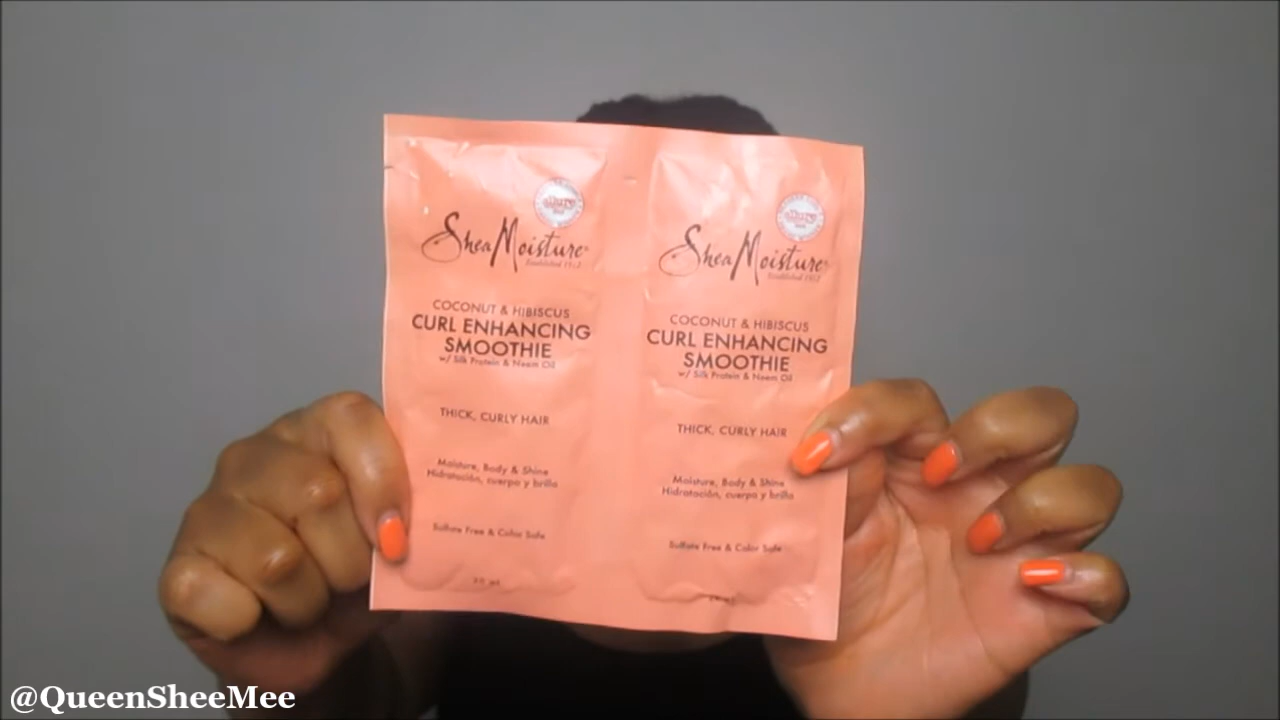 allure
SheaMoisture
Established 1912
COCONUT & HIBISCUS
CURL ENHANCING
SMOOTHIE
w/ Silk Protein & Neem Oil
THICK, CURLY HAIR
Moisture, Body & Shine
Hidratación, cuerpo y brillo
Sulfate Free & Color Safe
allure
SheaMoisture
Established 1912
COCONUT & HIBISCUS
CURL ENHANCING
SMOOTHIE
w/ Silk Protein & Neem Oil
THICK, CURLY HAIR
Moisture, Body & Shine
Hidratación, cuerpo y brillo
Sulfate Free & Color Safe
@QueenSheeMee